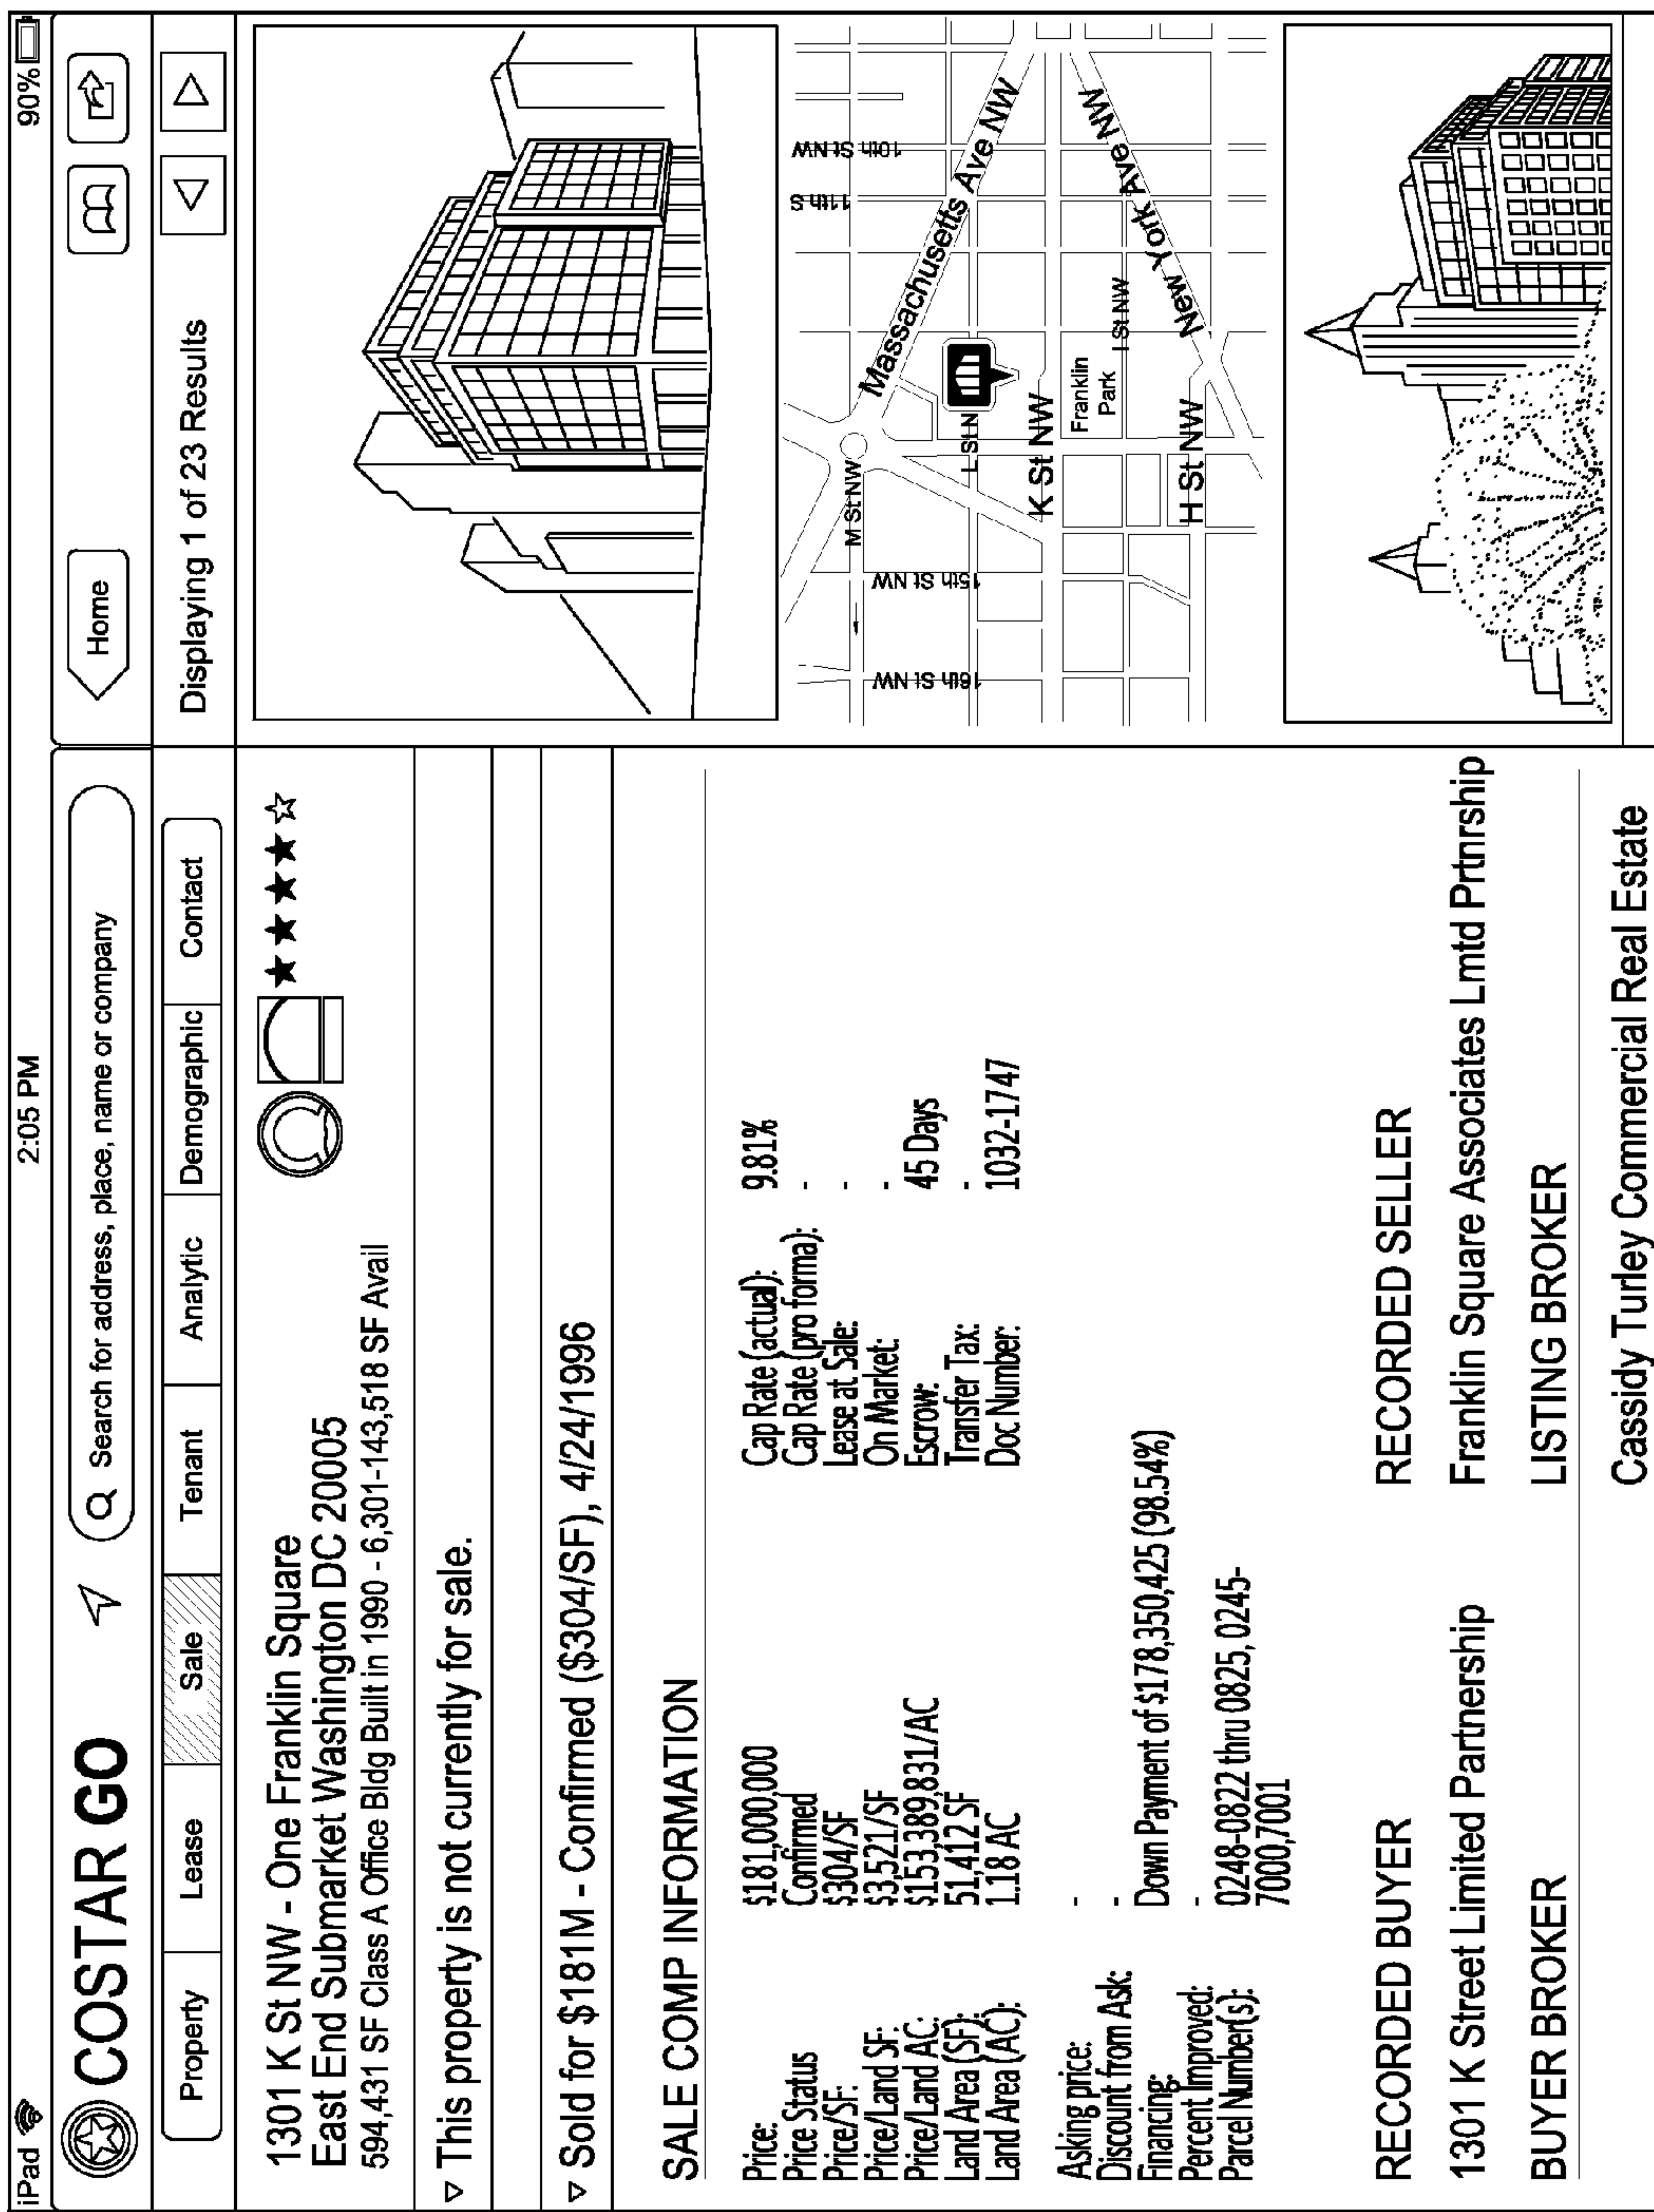 iPad
2:05 PM
90%
COSTAR GO
Search for address, place, name or company
Home
Property
Lease
Sale
Tenant
Analytic
Demographic
Contact
Displaying 1 of 23 Results
1301 K St NW - One Franklin Square
East End Submarket Washington DC 20005
594,431 SF Class A Office Bldg Built in 1990 - 6,301-143,518 SF Avail
This property is not currently for sale.
Sold for $181M - Confirmed ($304/SF), 4/24/1996
SALE COMP INFORMATION
Price: $181,000,000
Price Status Confirmed
Price/SF: $304/SF
Price/Land SF: $3,521/SF
Price/Land AC: $153,389,831/AC
Land Area (SF): 51,412 SF
Land Area (AC): 1.18 AC
Cap Rate (actual): 9.81%
Cap Rate (pro forma): -
Lease at Sale: -
On Market: -
Escrow: 45 Days
Transfer Tax: -
Doc Number: 1032-1747
Asking price: -
Discount from Ask: -
Financing: Down Payment of $178,350,425 (98.54%)
Percent Improved: -
Parcel Number(s): 0248-0822 thru 0825, 0245-
7000,7001
RECORDED BUYER
1301 K Street Limited Partnership
BUYER BROKER
RECORDED SELLER
Franklin Square Associates Lmtd Prtnrship
LISTING BROKER
Cassidy Turley Commercial Real Estate
Massachusetts Ave NW
10th St NW
11th S
M St NW
L St N
K St NW
Franklin
Park
I St NW
New York Ave NW
H St NW
15th St NW
16th St NW